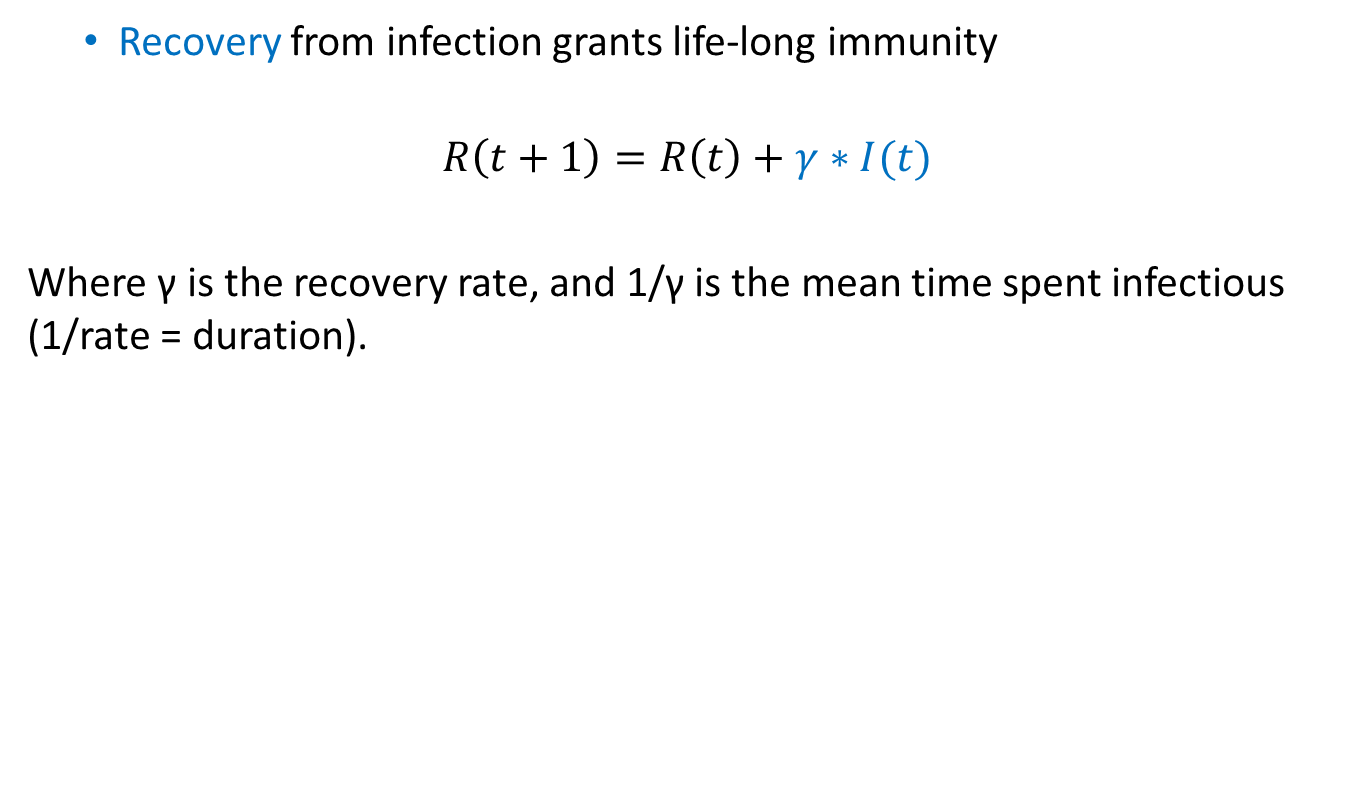 • Recovery from infection grants life-long immunity
R(t + 1) = R(t) + γ ∗ I(t)
Where γ is the recovery rate, and 1/γ is the mean time spent infectious
(1/rate = duration).